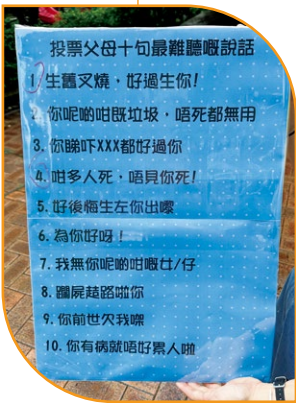 投票父母十句最難聽嘅說話
1. 生舊叉燒，好過生你！
2. 你呢啲咁既垃圾，唔死都無用
3. 你睇吓XXX都好過你
4. 咁多人死，唔見你死！
5. 好後悔生左你出嚟
6. 為你好呀！
7. 我無你呢啲咁嘅女/仔
8. 躝屍趌路啦你
9. 你前世欠我㗎
10. 你有病就唔好累人啦